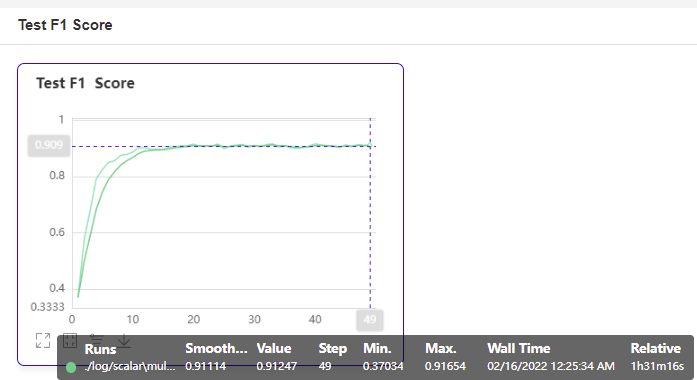 Test F1 Score
Test F1 Score
1
0.909
0.8
0.6
0.4
0.3333
0 10 20 30 40 49
Runs Smooth... Value Step Min. Max. Wall Time Relative
./log/scalar\mul... 0.91114 0.91247 49 0.37034 0.91654 02/16/2022 12:25:34 AM 1h31m16s